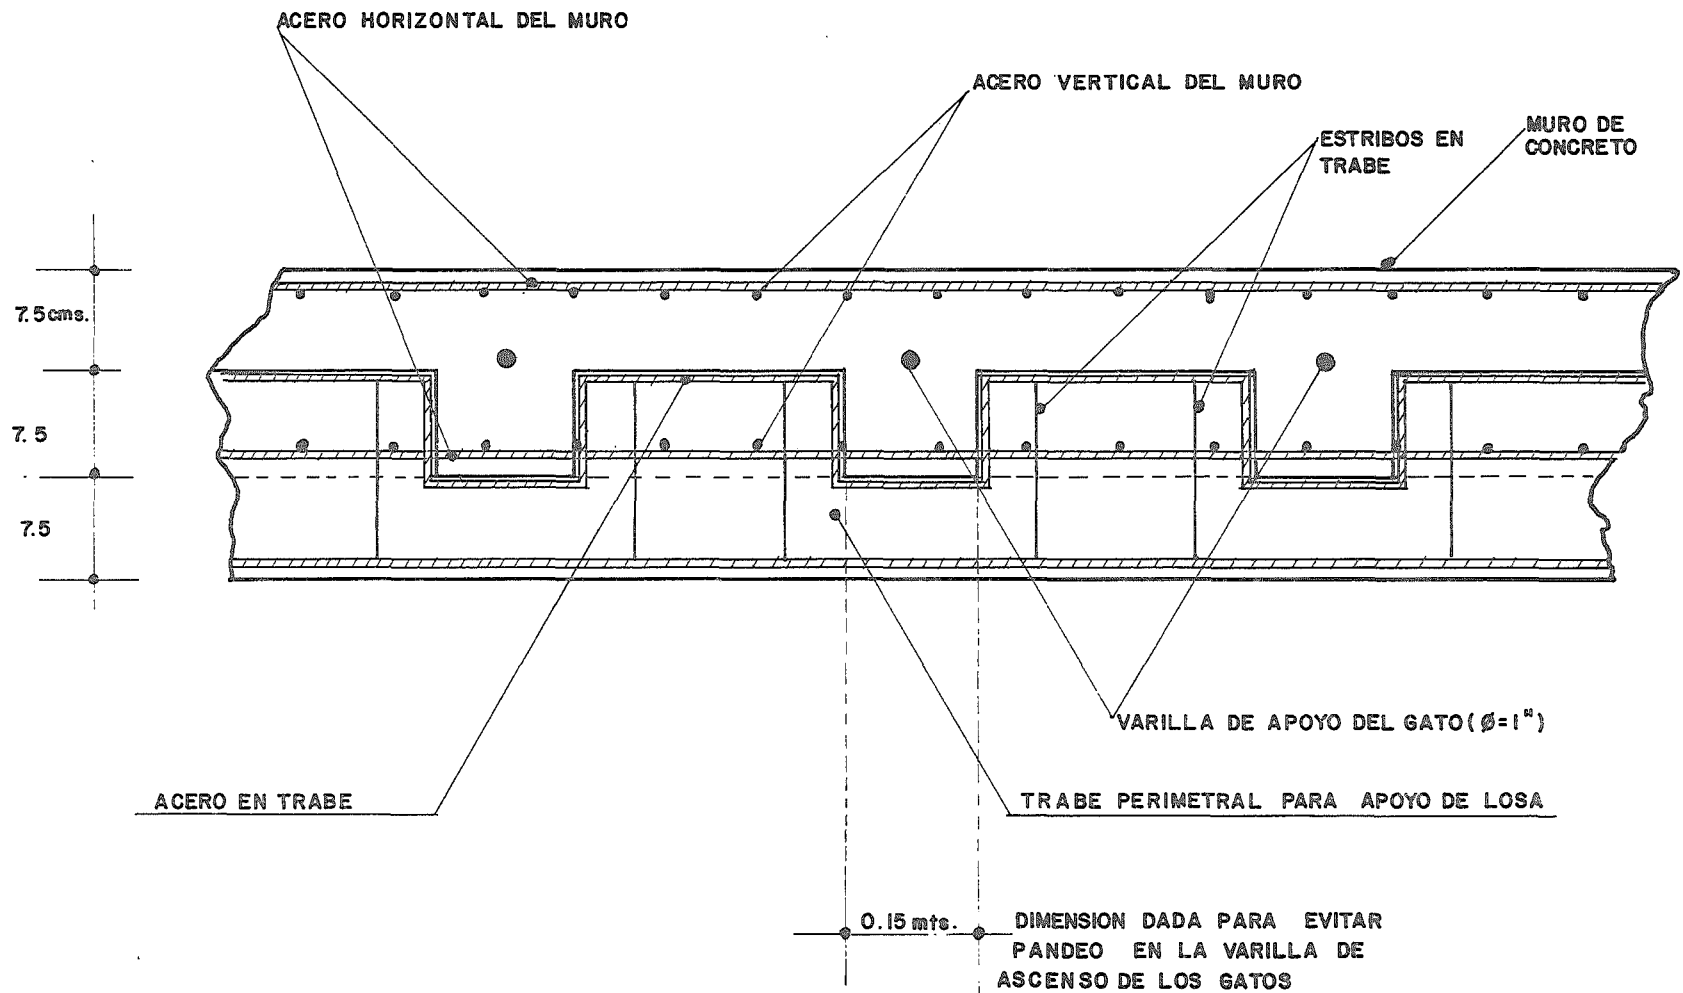 ACERO HORIZONTAL DEL MURO
ACERO VERTICAL DEL MURO
ESTRIBOS EN
TRABE
MURO DE
CONCRETO
7.5cms.
7.5
7.5
VARILLA DE APOYO DEL GATO(Ø=1")
ACERO EN TRABE
TRABE PERIMETRAL PARA APOYO DE LOSA
0.15 mts.
DIMENSION DADA PARA EVITAR
PANDEO EN LA VARILLA DE
ASCENSO DE LOS GATOS